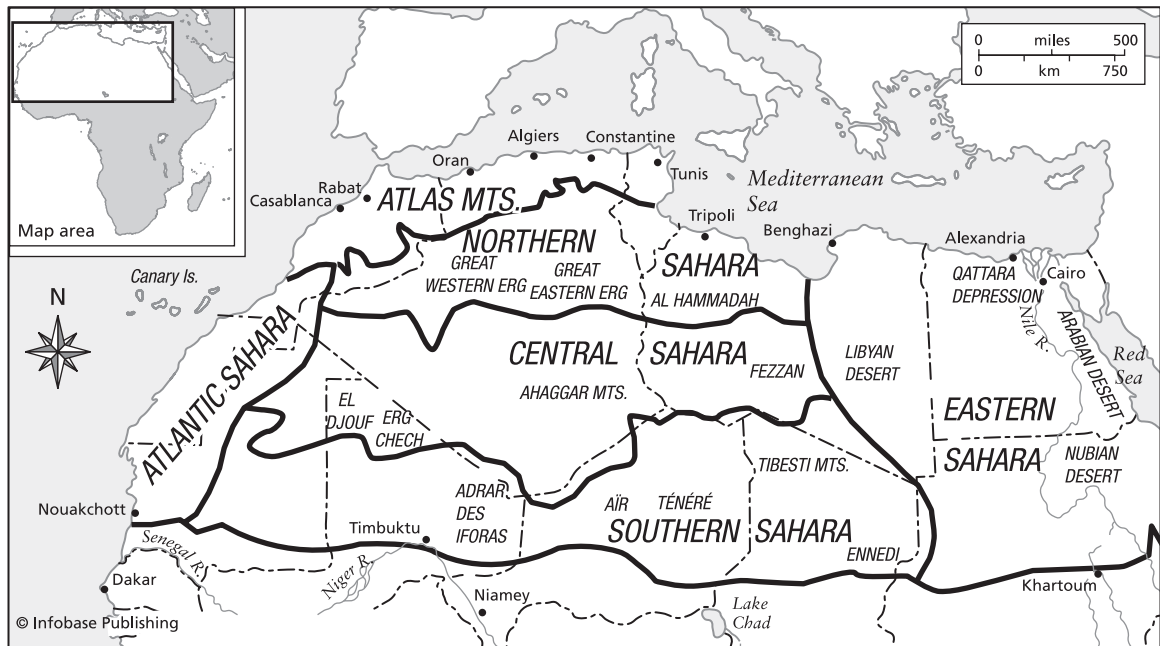 Map area
0 miles 500
0 km 750
Algiers
Constantine
Oran
Tunis
Rabat
Casablanca
ATLAS MTS.
Mediterranean
Sea
Tripoli
Benghazi
Alexandria
Cairo
Canary Is.
N
NORTHERN
SAHARA
GREAT
WESTERN ERG
GREAT
EASTERN ERG
AL HAMMADAH
QATTARA
DEPRESSION
Nile R.
ARABIAN DESERT
Red
Sea
ATLANTIC SAHARA
CENTRAL
SAHARA
AHAGGAR MTS.
FEZZAN
LIBYAN
DESERT
EL
DJOUF
ERG
CHECH
EASTERN
SAHARA
NUBIAN
DESERT
TIBESTI MTS.
ADRAR
DES
IFORAS
AÏR
TÉNÉRÉ
SOUTHERN
SAHARA
ENNEDI
Nouakchott
Timbuktu
Senegal R.
Niger R.
Dakar
Niamey
Lake
Chad
Khartoum
© Infobase Publishing